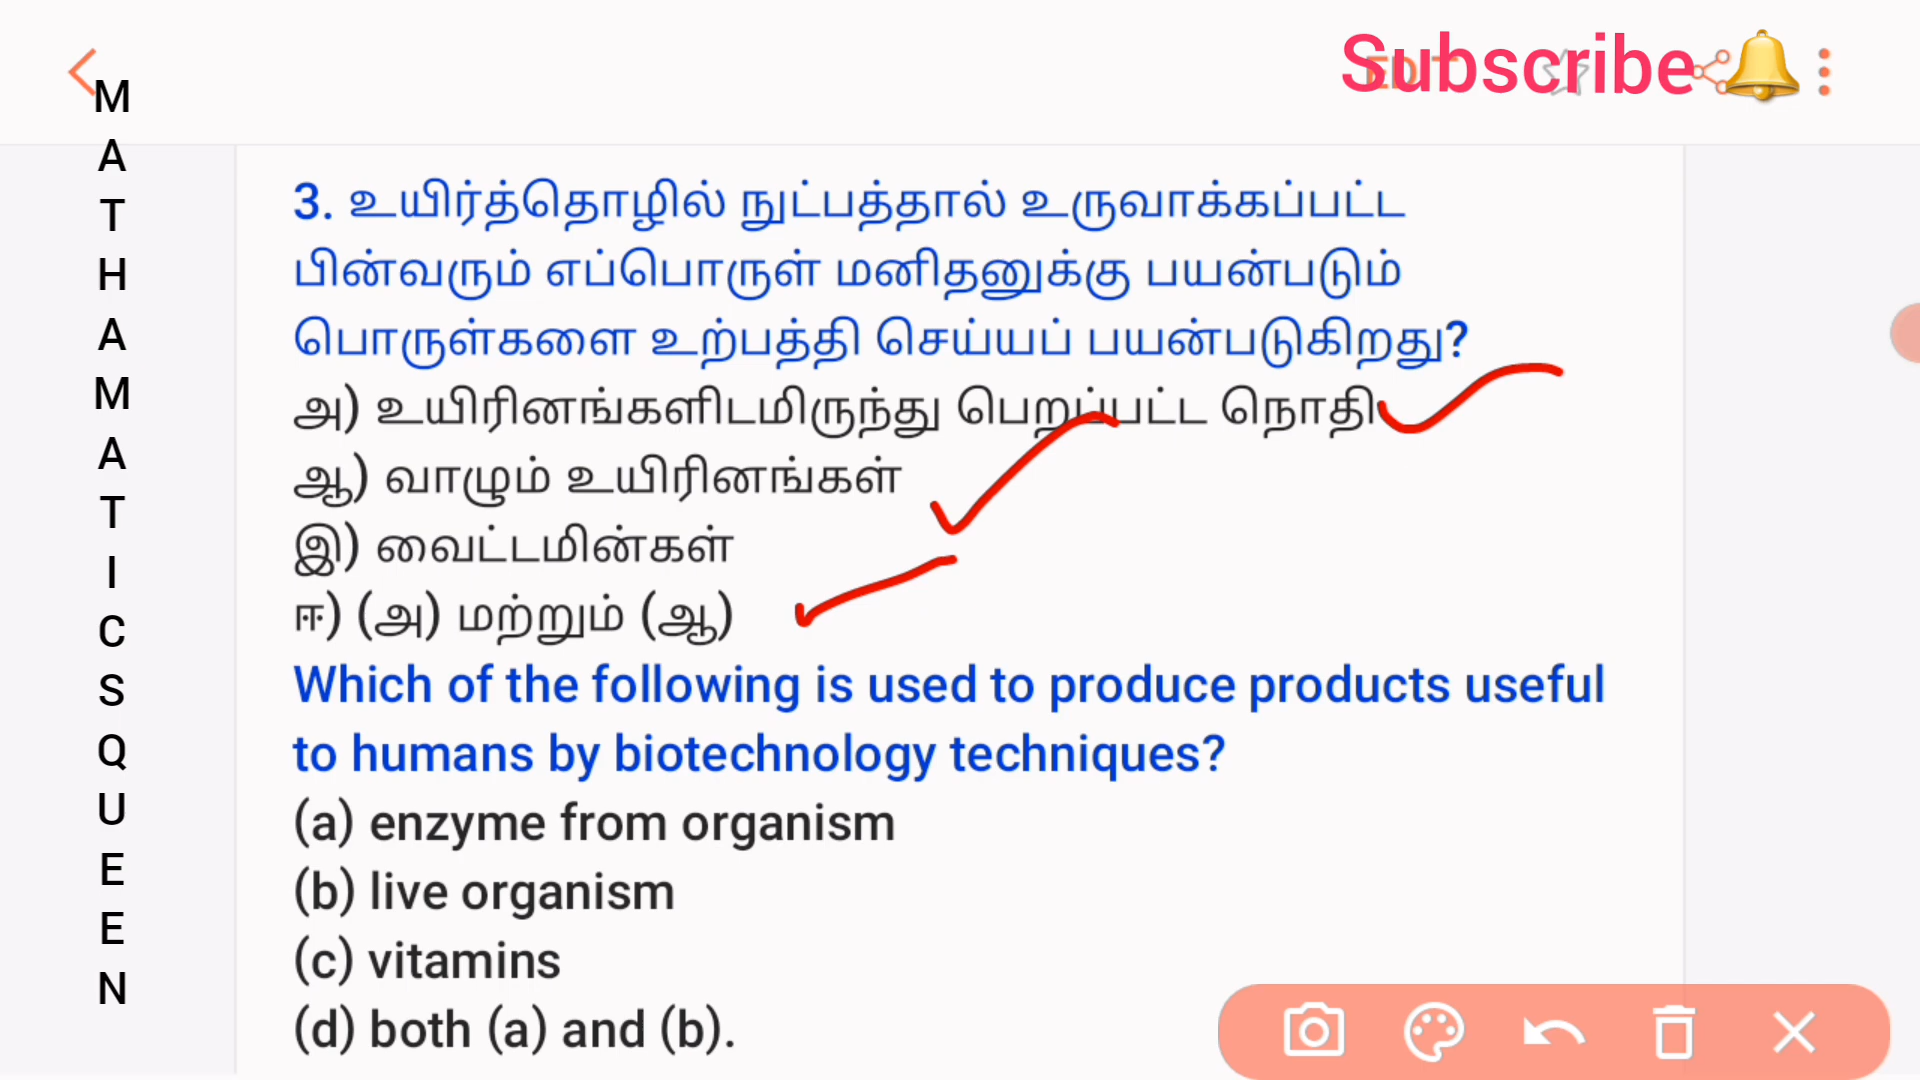 Subscribe
EDIT
MATHAMATICSQUEEN
3. உயிர்த்தொழில் நுட்பத்தால் உருவாக்கப்பட்ட
பின்வரும் எப்பொருள் மனிதனுக்கு பயன்படும்
பொருள்களை உற்பத்தி செய்யப் பயன்படுகிறது?
அ) உயிரினங்களிடமிருந்து பெறப்பட்ட நொதி
ஆ) வாழும் உயிரினங்கள்
இ) வைட்டமின்கள்
ஈ) (அ) மற்றும் (ஆ)
Which of the following is used to produce products useful
to humans by biotechnology techniques?
(a) enzyme from organism
(b) live organism
(c) vitamins
(d) both (a) and (b).